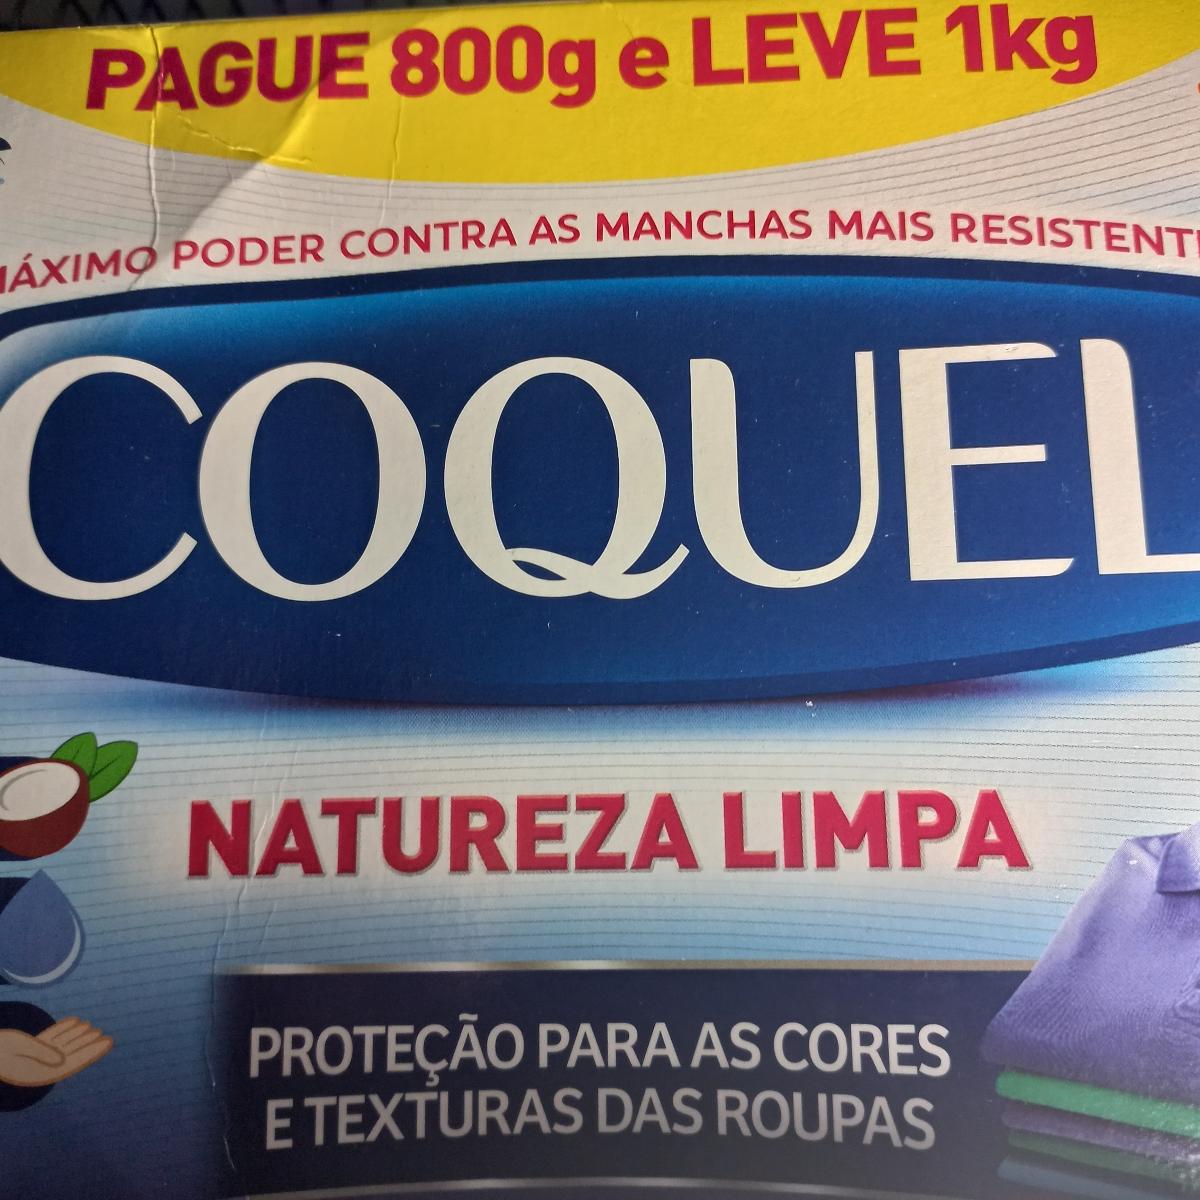 PAGUE 800g e LEVE 1kg
MÁXIMO PODER CONTRA AS MANCHAS MAIS RESISTENT
COQUEL
NATUREZA LIMPA
PROTEÇÃO PARA AS CORES
E TEXTURAS DAS ROUPAS